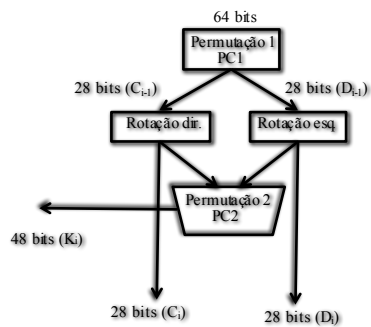 64 bits
Permutação 1
PC1
28 bits (Ci-1)
28 bits (Di-1)
Rotação dir.
Rotação esq
Permutação 2
PC2
48 bits (Ki)
28 bits (Ci)
28 bits (Di)